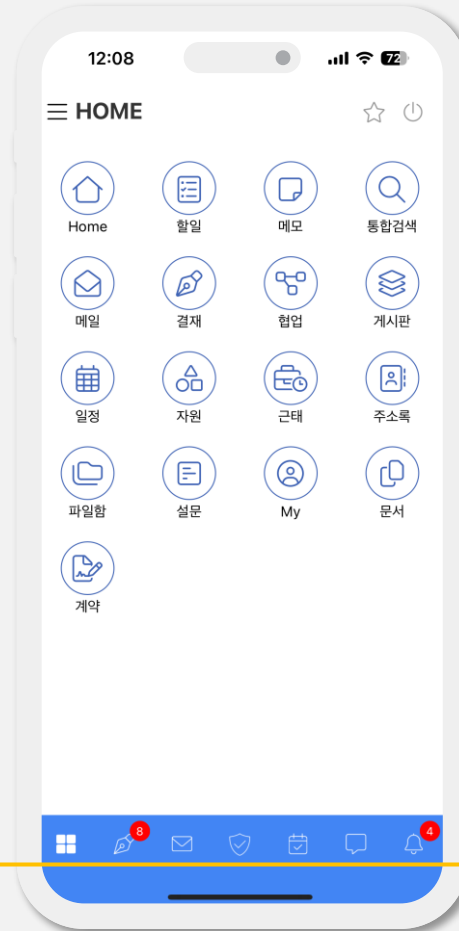 12:08
72
HOME
Home 할일 메모 통합검색
메일 결재 협업 게시판
일정 자원 근태 주소록
파일함 설문 My 문서
계약
8 4